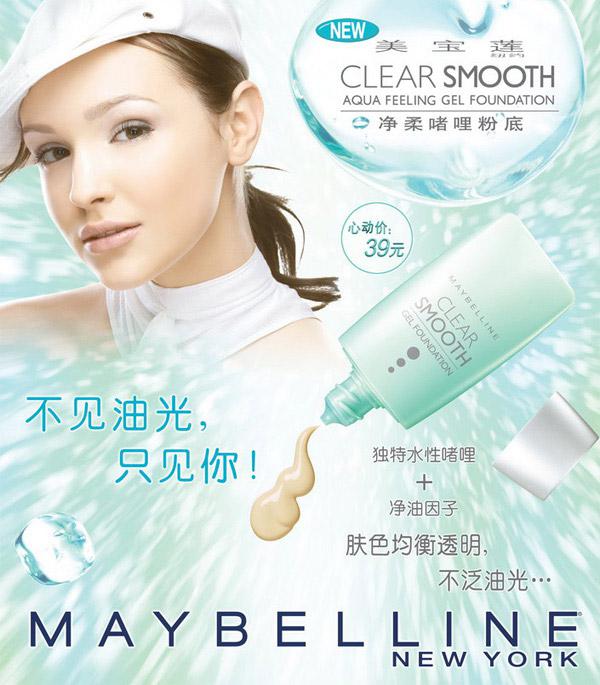 NEW
美宝莲
纽约
CLEAR SMOOTH
AQUA FEELING GEL FOUNDATION
净柔啫哩粉底
心动价:
39元
MAYBELLINE
CLEAR
SMOOTH
GEL FOUNDATION
不见油光,
只见你!
独特水性啫哩
+
净油因子
肤色均衡透明,
不泛油光…
MAYBELLINE®
NEW YORK